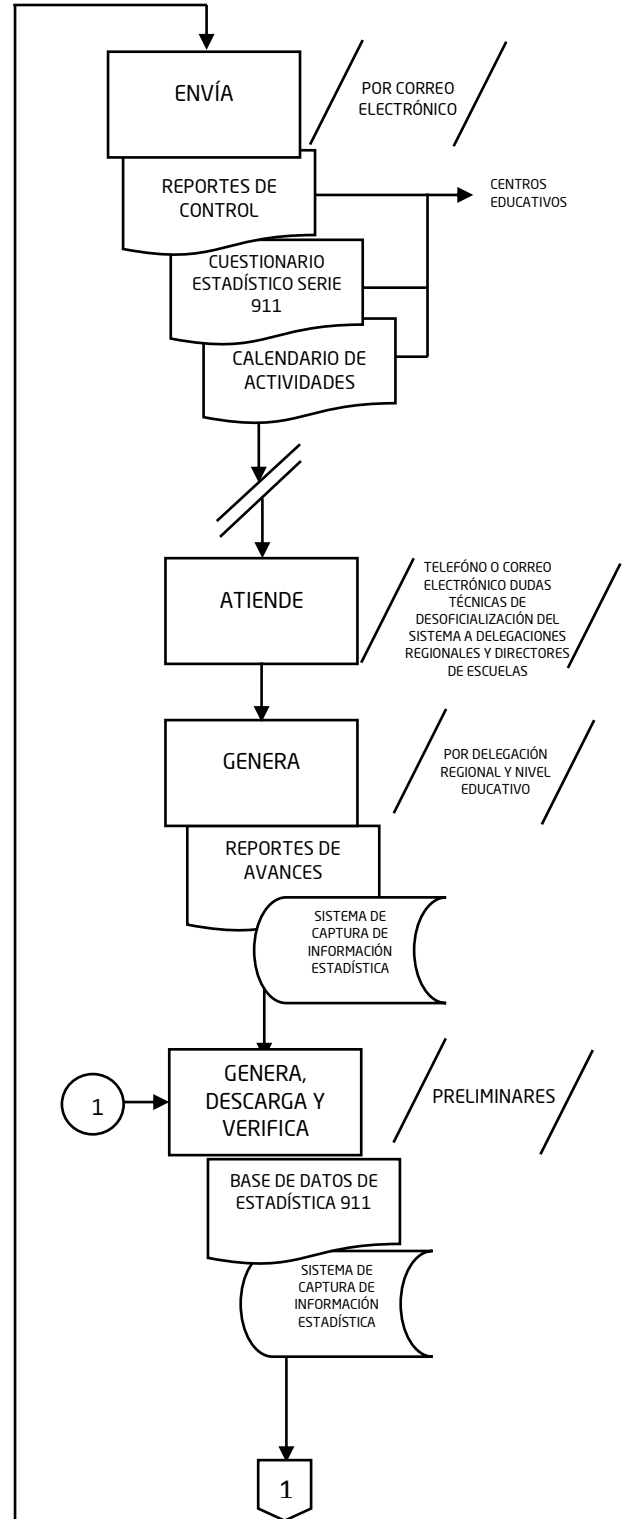 ENVÍA
POR CORREO
ELECTRÓNICO
REPORTES DE
CONTROL
CENTROS
EDUCATIVOS
CUESTIONARIO
ESTADÍSTICO SERIE
911
CALENDARIO DE
ACTIVIDADES
ATIENDE
TELEFÓNO O CORREO
ELECTRÓNICO DUDAS
TÉCNICAS DE
DESOFICIALIZACIÓN DEL
SISTEMA A DELEGACIONES
REGIONALES Y DIRECTORES
DE ESCUELAS
GENERA
POR DELEGACIÓN
REGIONAL Y NIVEL
EDUCATIVO
REPORTES DE
AVANCES
SISTEMA DE
CAPTURA DE
INFORMACIÓN
ESTADÍSTICA
1
GENERA,
DESCARGA Y
VERIFICA
PRELIMINARES
BASE DE DATOS DE
ESTADÍSTICA 911
SISTEMA DE
CAPTURA DE
INFORMACIÓN
ESTADÍSTICA
1